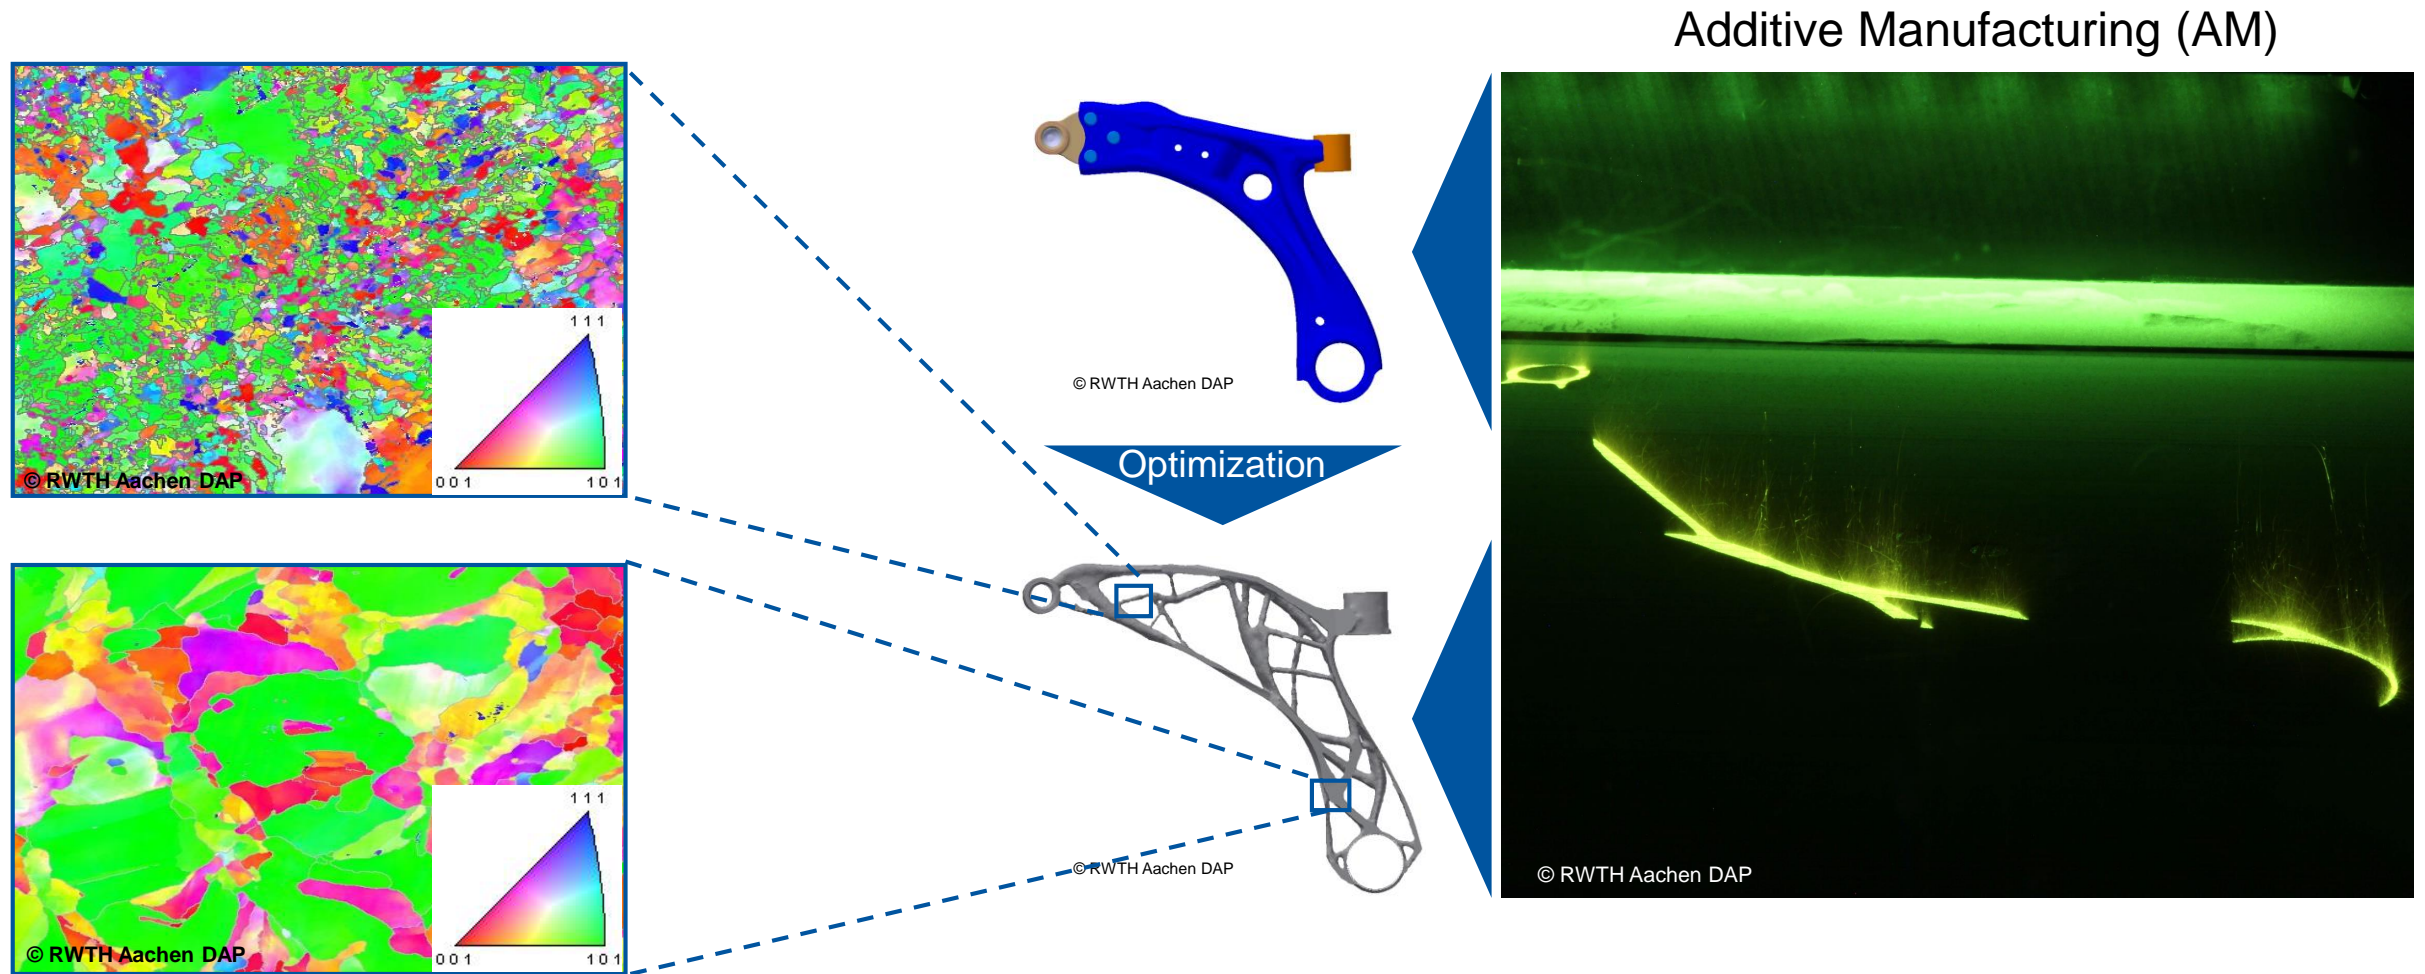 Additive Manufacturing (AM)
1 1 1
0 0 1
1 0 1
© RWTH Aachen DAP
© RWTH Aachen DAP
Optimization
1 1 1
0 0 1
1 0 1
© RWTH Aachen DAP
© RWTH Aachen DAP
© RWTH Aachen DAP